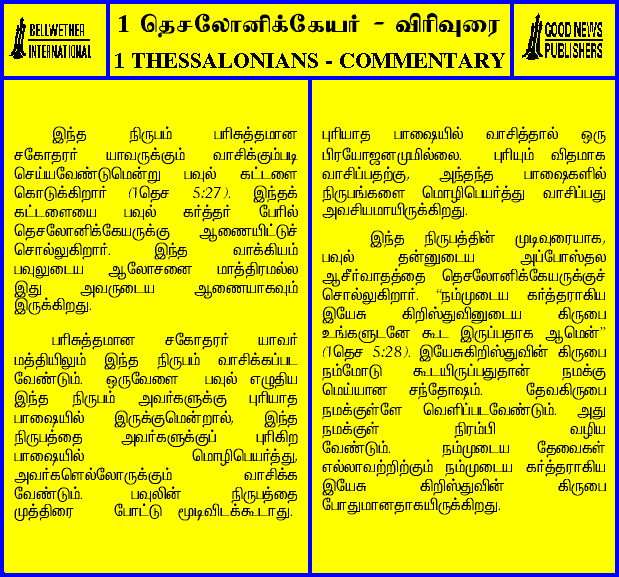 BELLWETHER
INTERNATIONAL
1 தெசலோனிக்கேயர் - விரிவுரை
1 THESSALONIANS - COMMENTARY
GOOD NEWS
PUBLISHERS
இந்த நிருபம் பரிசுத்தமான
சகோதரர் யாவருக்கும் வாசிக்கும்படி
செய்யவேண்டுமென்று பவுல் கட்டளை
கொடுக்கிறார் (1தெச 5:27). இந்தக்
கட்டளையை பவுல் கர்த்தர் பேரில்
தெசலோனிக்கேயருக்கு ஆணையிட்டுச்
சொல்லுகிறார். இந்த வாக்கியம்
பவுலுடைய ஆலோசனை மாத்திரமல்ல
இது அவருடைய ஆணையாகவும்
இருக்கிறது.
பரிசுத்தமான சகோதரர் யாவர்
மத்தியிலும் இந்த நிருபம் வாசிக்கப்பட
வேண்டும். ஒருவேளை பவுல் எழுதிய
இந்த நிருபம் அவர்களுக்கு புரியாத
பாஷையில் இருக்குமென்றால், இந்த
நிருபத்தை அவர்களுக்குப் புரிகிற
பாஷையில் மொழிபெயர்த்து,
அவர்களெல்லோருக்கும் வாசிக்க
வேண்டும். பவுலின் நிருபத்தை
முத்திரை போட்டு மூடிவிடக்கூடாது.
புரியாத பாஷையில் வாசித்தால் ஒரு
பிரயோஜனமுமில்லை. புரியும் விதமாக
வாசிப்பதற்கு, அந்தந்த பாஷைகளில்
நிருபங்களை மொழிபெயர்த்து வாசிப்பது
அவசியமாயிருக்கிறது.
இந்த நிருபத்தின் முடிவுரையாக,
பவுல் தன்னுடைய அப்போஸ்தல
ஆசீர்வாதத்தை தெசலோனிக்கேயருக்குச்
சொல்லுகிறார். "நம்முடைய கர்த்தராகிய
இயேசு கிறிஸ்துவினுடைய கிருபை
உங்களுடனே கூட இருப்பதாக ஆமென்"
(1தெச 5:28). இயேசுகிறிஸ்துவின் கிருபை
நம்மோடு கூடயிருப்பதுதான் நமக்கு
மெய்யான சந்தோஷம். தேவகிருபை
நமக்குள்ளே வெளிப்படவேண்டும். அது
நமக்குள் நிரம்பி வழிய
வேண்டும். நம்முடைய தேவைகள்
எல்லாவற்றிற்கும் நம்முடைய கர்த்தராகிய
இயேசு கிறிஸ்துவின் கிருபை
போதுமானதாகயிருக்கிறது.